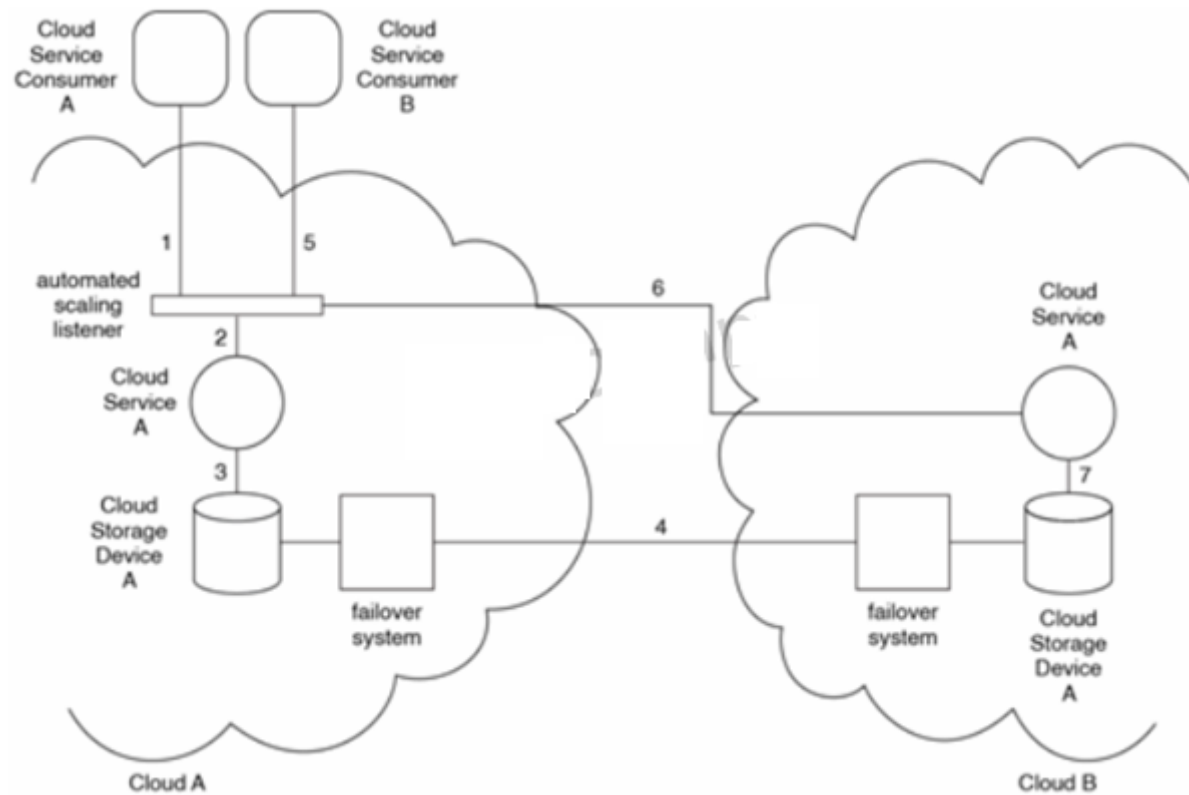 Cloud
Service
Consumer
A
Cloud
Service
Consumer
B
1
5
automated
scaling
listener
6
Cloud
Service
A
2
Cloud
Service
A
3
7
Cloud
Storage
Device
A
4
failover
system
failover
system
Cloud
Storage
Device
A
Cloud A
Cloud B